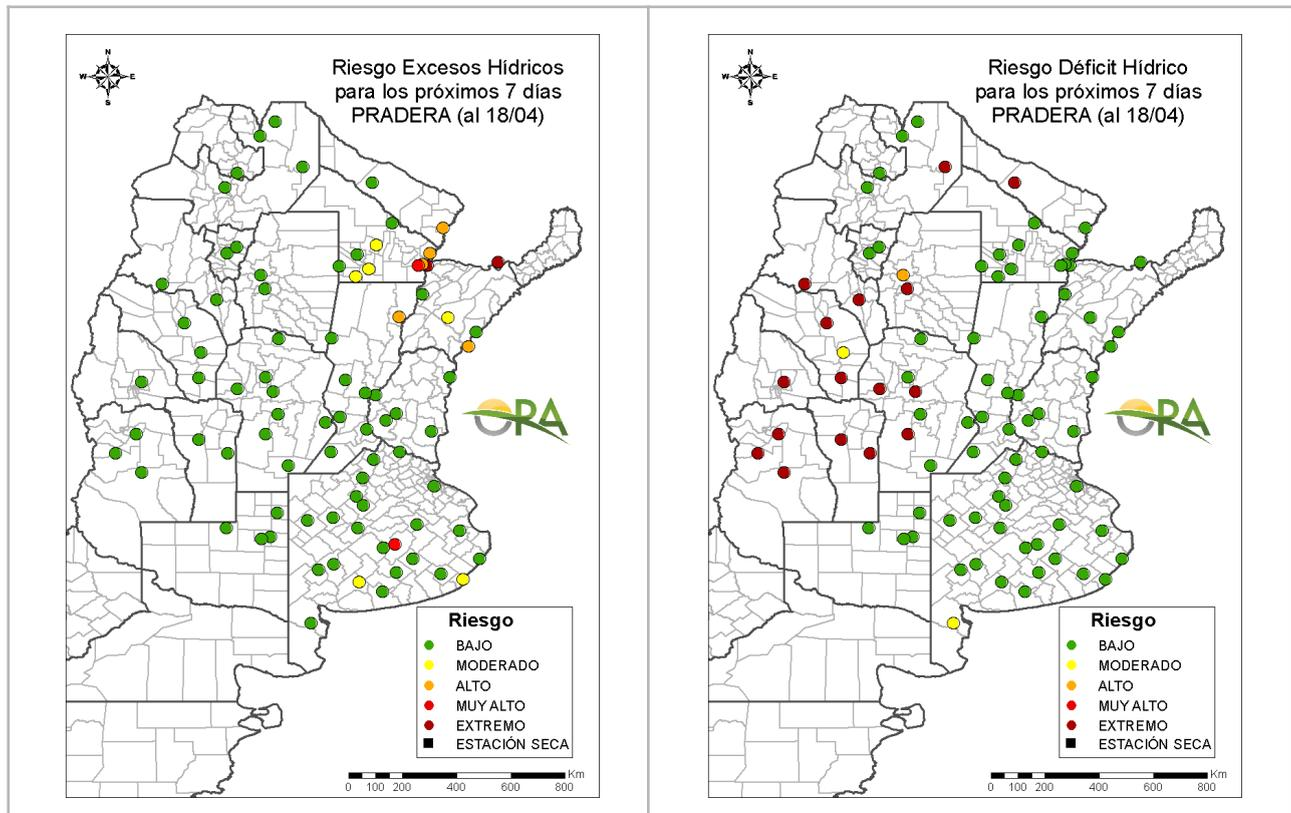 N
W E
S
Riesgo Excesos Hídricos
para los próximos 7 días
PRADERA (al 18/04)
ORA
Riesgo
BAJO
MODERADO
ALTO
MUY ALTO
EXTREMO
ESTACIÓN SECA
Km
0 100 200 400 600 800
N
W E
S
Riesgo Déficit Hídrico
para los próximos 7 días
PRADERA (al 18/04)
ORA
Riesgo
BAJO
MODERADO
ALTO
MUY ALTO
EXTREMO
ESTACIÓN SECA
Km
0 100 200 400 600 800